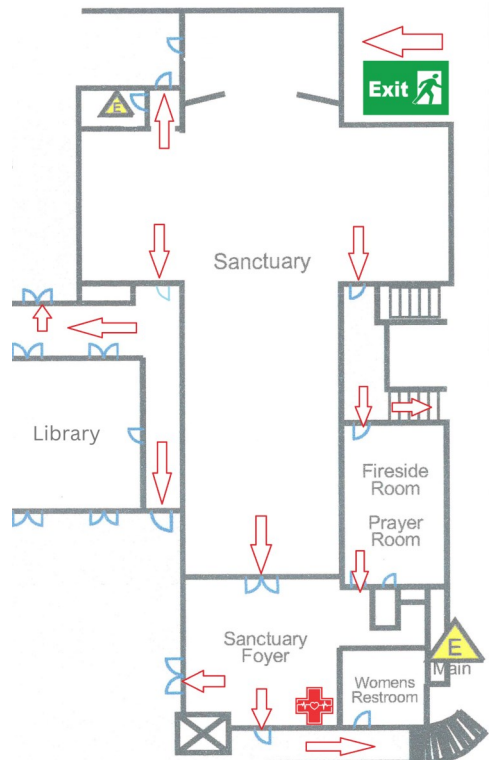 Exit
E
Sanctuary
Library
Fireside
Room
Prayer
Room
Sanctuary
Foyer
E
Main
Womens
Restroom